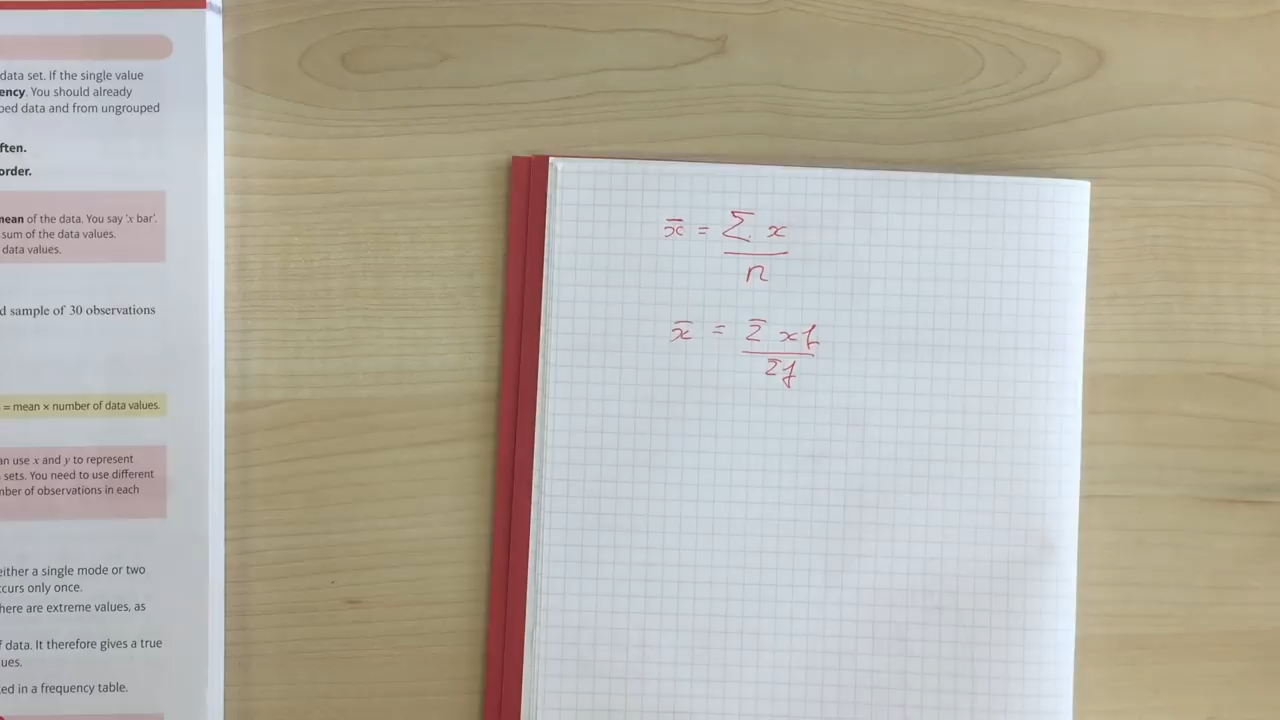 data set. If the single value
ency. You should already
ped data and from ungrouped
ften.
order.
mean of the data. You say 'x bar'.
sum of the data values.
data values.
d sample of 30 observations
= mean × number of data values.
an use x and y to represent
sets. You need to use different
nber of observations in each
either a single mode or two
ccurs only once.
here are extreme values, as
f data. It therefore gives a true
ues.
ed in a frequency table.
x̄ = Σ x
n
x̄ = Σ xf
Σf